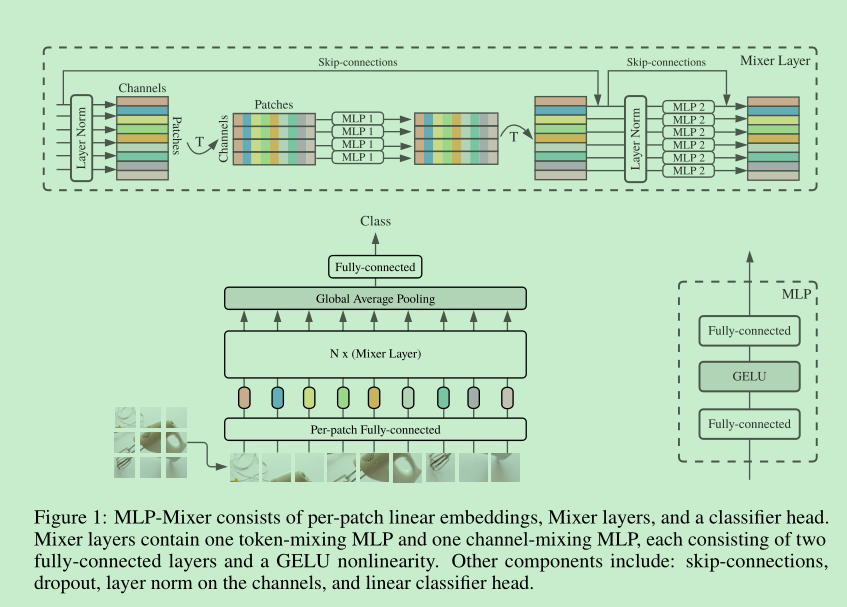 Skip-connections
Skip-connections
Mixer Layer
Channels
Patches
Layer Norm
Patches
T
Channels
MLP 1
MLP 1
MLP 1
MLP 1
T
Layer Norm
MLP 2
MLP 2
MLP 2
MLP 2
MLP 2
MLP 2
Class
Fully-connected
Global Average Pooling
N x (Mixer Layer)
Per-patch Fully-connected
MLP
Fully-connected
GELU
Fully-connected
Figure 1: MLP-Mixer consists of per-patch linear embeddings, Mixer layers, and a classifier head.
Mixer layers contain one token-mixing MLP and one channel-mixing MLP, each consisting of two
fully-connected layers and a GELU nonlinearity. Other components include: skip-connections,
dropout, layer norm on the channels, and linear classifier head.